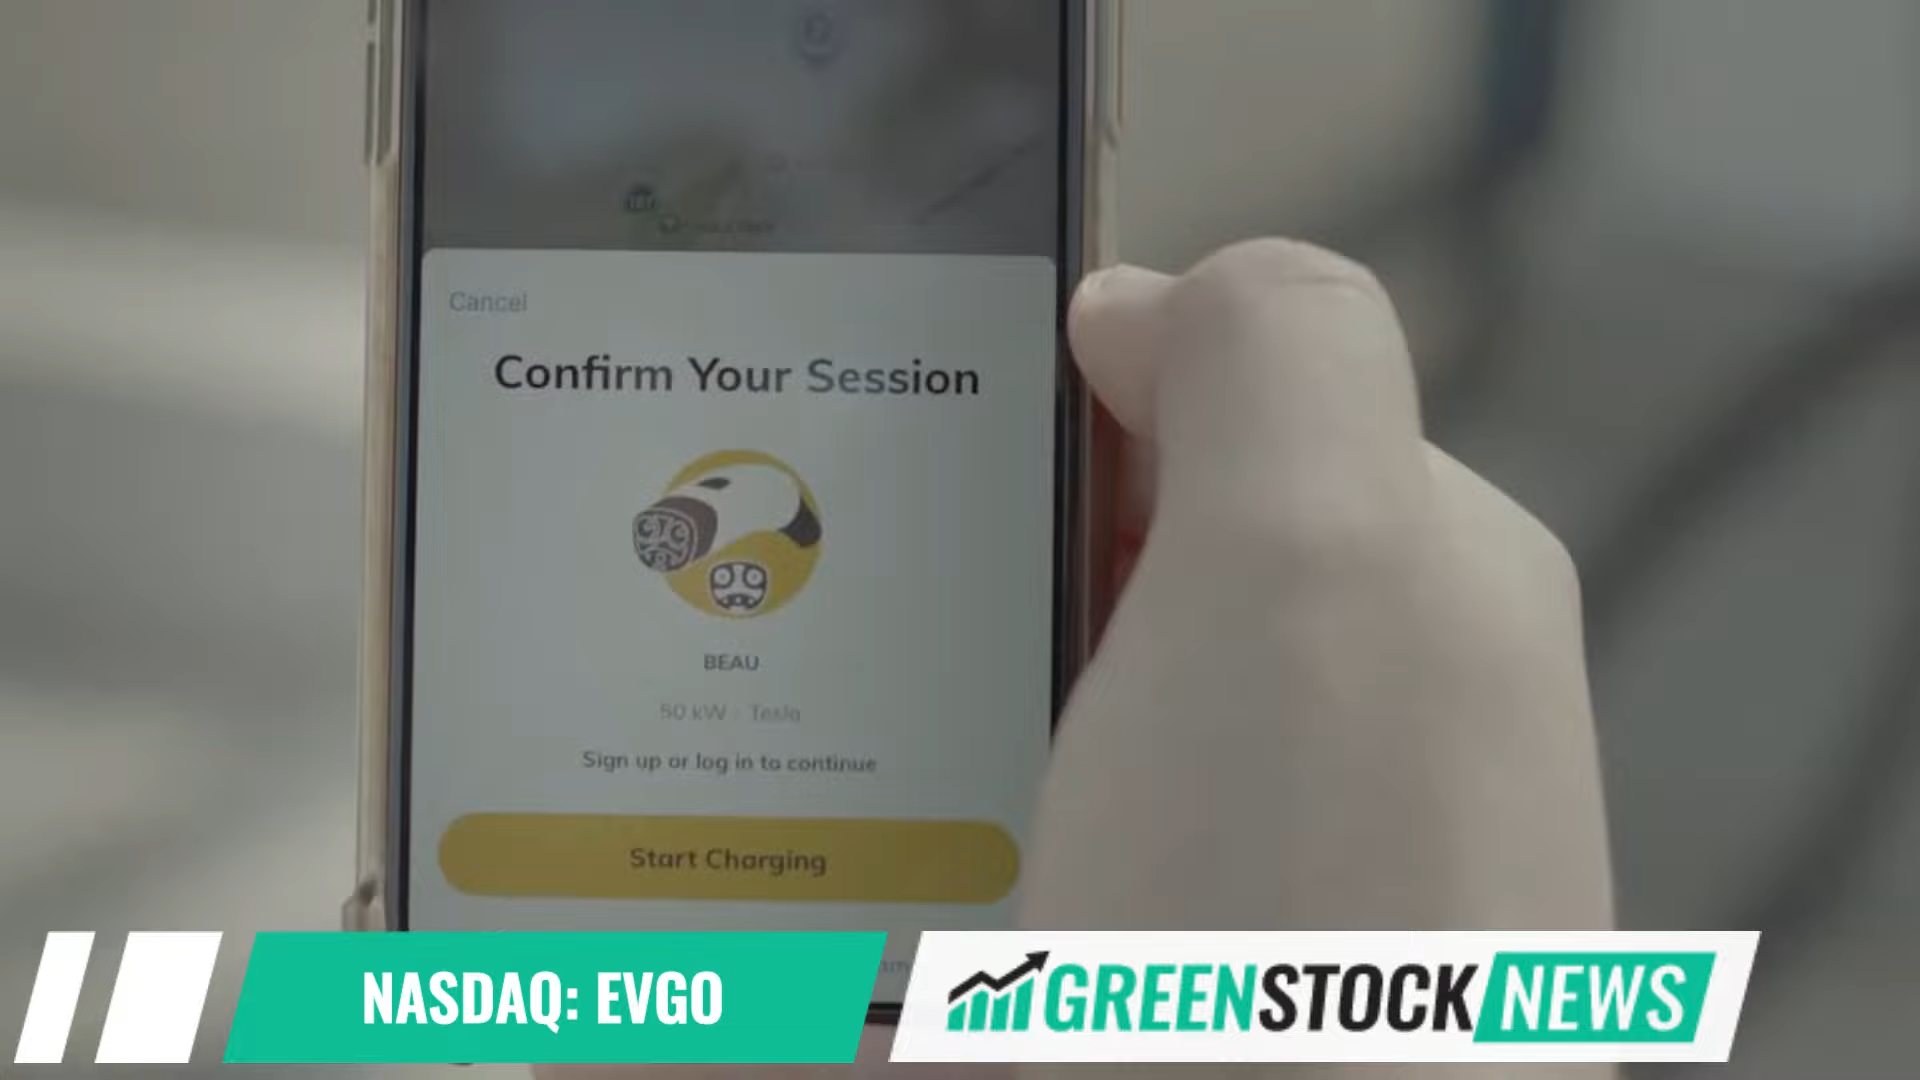 Cancel
Confirm Your Session
BEAU
50 kW · Tesla
Sign up or log in to continue
Start Charging
NASDAQ: EVGO
GREENSTOCK NEWS